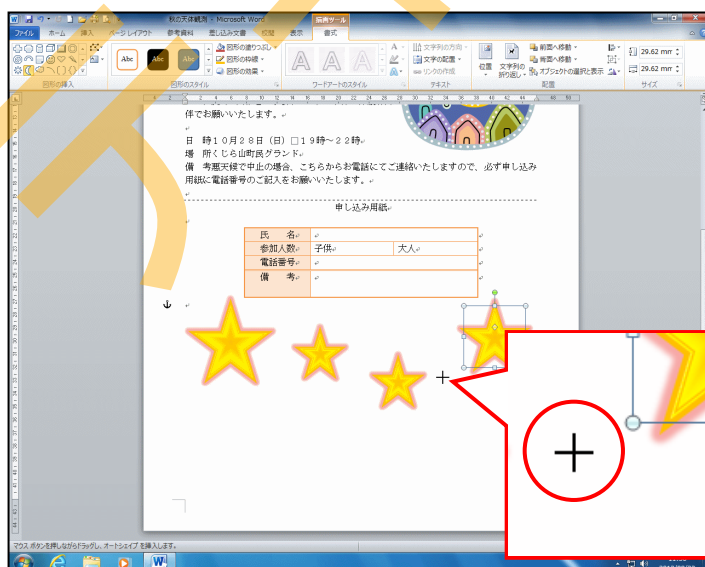 秋の天体観測 - Microsoft Word
描画ツール
ファイル ホーム 挿入 ページ レイアウト 参考資料 差し込み文書 校閲 表示 書式
Abc Abc Abc
図形の塗りつぶし
図形の枠線
図形の効果
A A A
文字列の方向
文字の配置
リンクの作成
位置
文字列の
折り返し
前面へ移動
背面へ移動
オブジェクトの選択と表示
29.62 mm
29.62 mm
図形の挿入 図形のスタイル ワードアートのスタイル テキスト 配置 サイズ
伴でお願いいたします。
日 時10月28日(日)□19時～22時
場 所くじら山町民グランド
備 考悪天候で中止の場合、こちらからお電話にてご連絡いたしますので、必ず申し込み
用紙に電話番号のご記入をお願いいたします。
申し込み用紙
氏 名
参加人数 子供 大人
電話番号
備 考
マウス ボタンを押しながらドラッグし、オートシェイプ を挿入します。